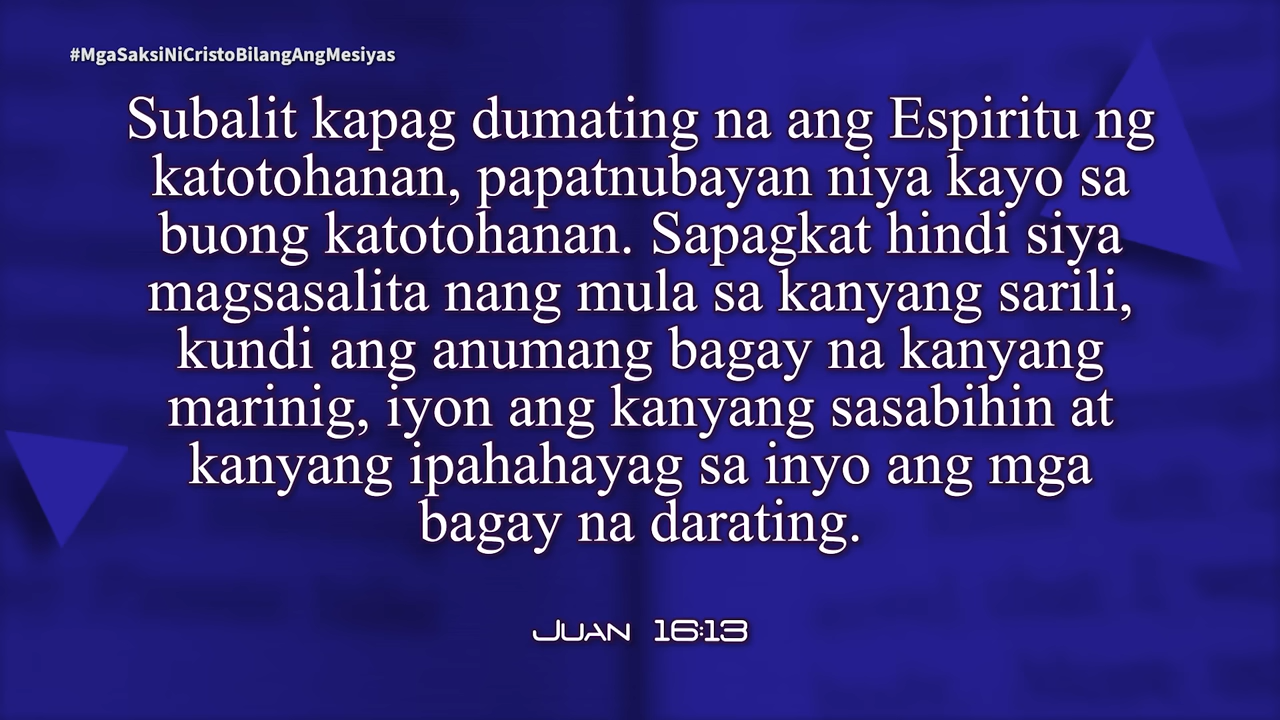 #MgaSaksiNiCristoBilangAngMesiyas
Subalit kapag dumating na ang Espiritu ng
katotohanan, papatnubayan niya kayo sa
buong katotohanan. Sapagkat hindi siya
magsasalita nang mula sa kanyang sarili,
kundi ang anumang bagay na kanyang
marinig, iyon ang kanyang sasabihin at
kanyang ipahahayag sa inyo ang mga
bagay na darating.
Juan 16:13